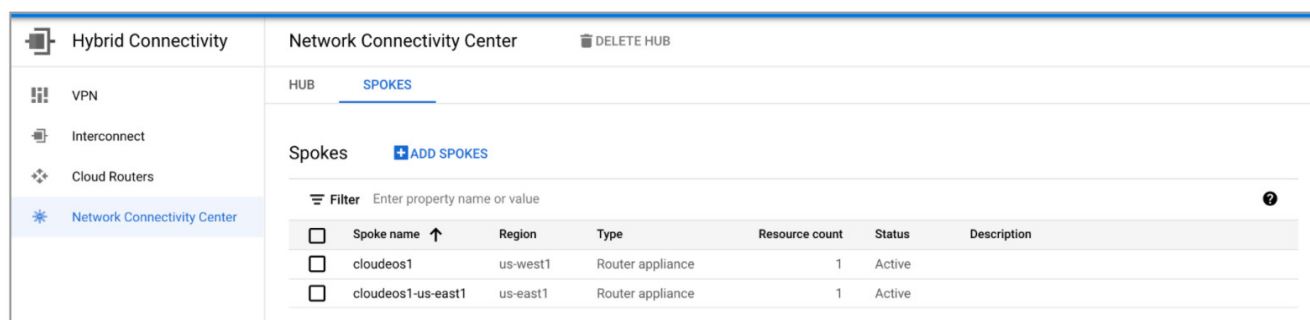 Hybrid Connectivity
VPN
Interconnect
Cloud Routers
Network Connectivity Center
Network Connectivity Center DELETE HUB
HUB SPOKES
Spokes ADD SPOKES
Filter Enter property name or value
Spoke name Region Type Resource count Status Description
cloudeos1 us-west1 Router appliance 1 Active
cloudeos1-us-east1 us-east1 Router appliance 1 Active